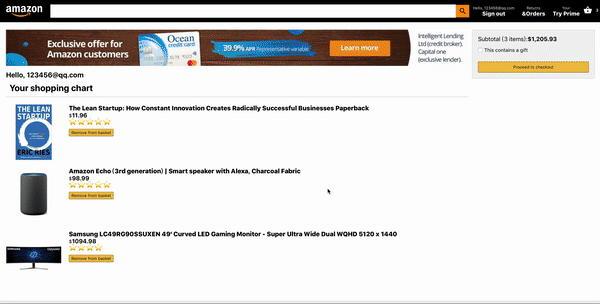 amazon
Hello, 123456@qq.com
Sign out
Returns
&Orders
Your
Try Prime
3
Exclusive offer for
Amazon customers
Ocean
credit card
39.9% APR Representative variable
Learn more
Intelligent Lending
Ltd (credit broker).
Capital one
(exclusive lender).
Subtotal (3 items): $1,205.93
This contains a gift
Proceed to checkout
Hello, 123456@qq.com
Your shopping chart
THE LEAN
STARTUP
ERIC RIES
The Lean Startup: How Constant Innovation Creates Radically Successful Businesses Paperback
$11.96
Remove from basket
Amazon Echo (3rd generation) | Smart speaker with Alexa, Charcoal Fabric
$98.99
Remove from basket
Samsung LC49RG90SSUXEN 49' Curved LED Gaming Monitor - Super Ultra Wide Dual WQHD 5120 x 1440
$1094.98
Remove from basket